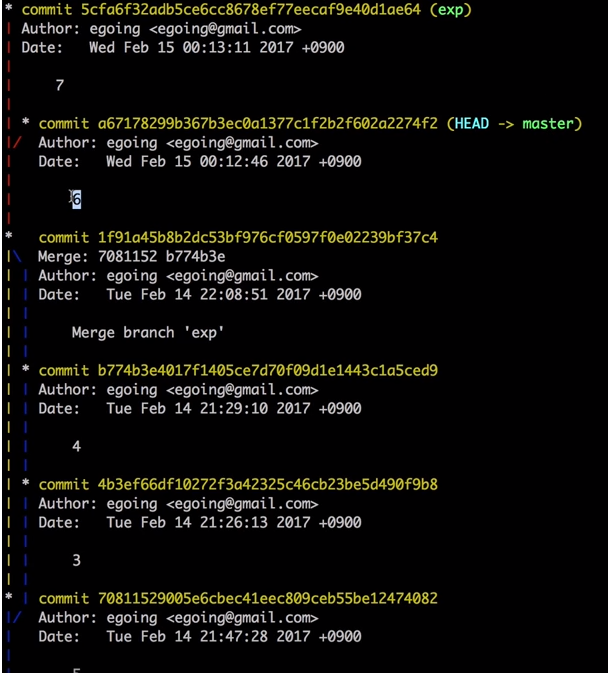 * commit 5cfa6f32adb5ce6cc8678ef77eecaf9e40d1ae64 (exp)
| Author: egoing <egoing@gmail.com>
| Date:   Wed Feb 15 00:13:11 2017 +0900
|
|     7
|
| * commit a67178299b367b3ec0a1377c1f2b2f602a2274f2 (HEAD -> master)
|/  Author: egoing <egoing@gmail.com>
|   Date:   Wed Feb 15 00:12:46 2017 +0900
|
|       6
|
*   commit 1f91a45b8b2dc53bf976cf0597f0e02239bf37c4
|\  Merge: 7081152 b774b3e
| | Author: egoing <egoing@gmail.com>
| | Date:   Tue Feb 14 22:08:51 2017 +0900
| |
| |     Merge branch 'exp'
| |
| * commit b774b3e4017f1405ce7d70f09d1e1443c1a5ced9
| | Author: egoing <egoing@gmail.com>
| | Date:   Tue Feb 14 21:29:10 2017 +0900
| |
| |     4
| |
| * commit 4b3ef66df10272f3a42325c46cb23be5d490f9b8
| | Author: egoing <egoing@gmail.com>
| | Date:   Tue Feb 14 21:26:13 2017 +0900
| |
| |     3
| |
* | commit 70811529005e6cbec41eec809ceb55be12474082
|/  Author: egoing <egoing@gmail.com>
|   Date:   Tue Feb 14 21:47:28 2017 +0900
|
|       5